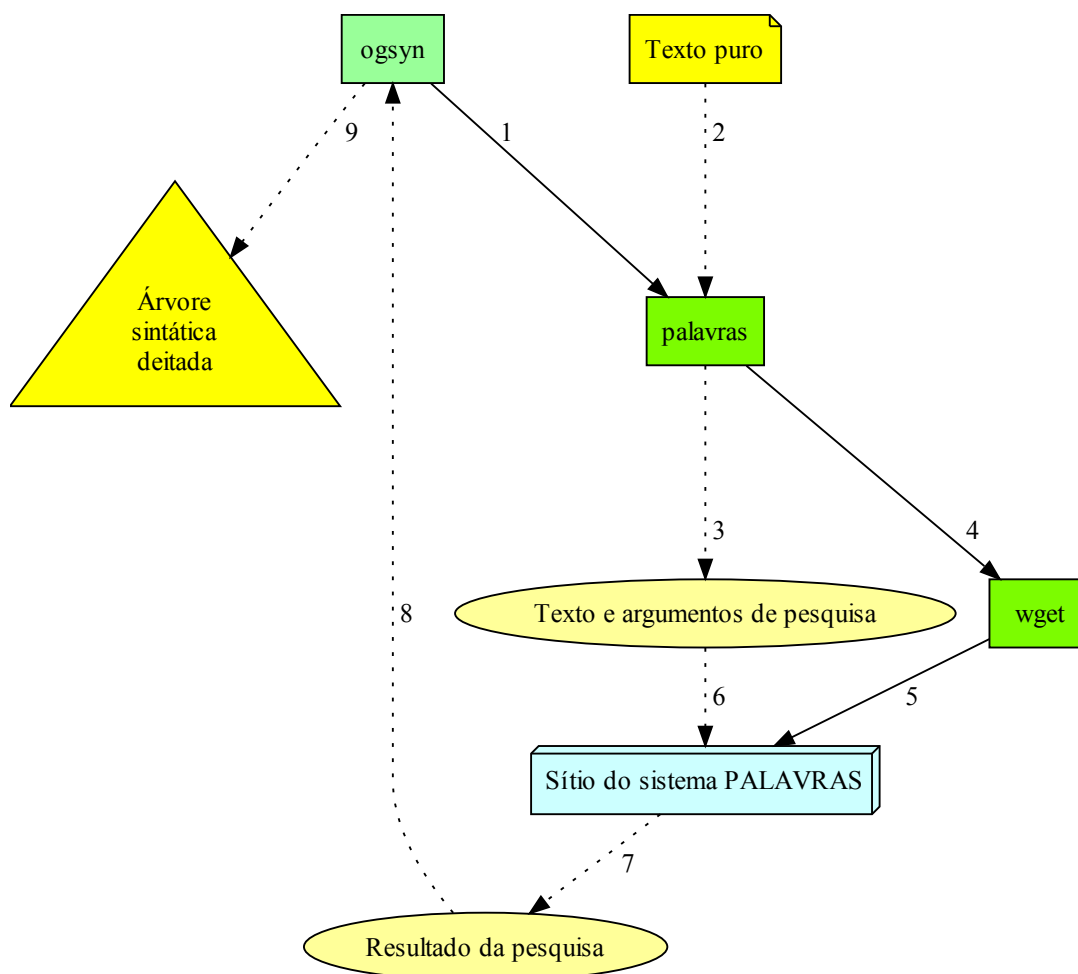 ogsyn
Texto puro
9
1
2
Árvore
sintática
deitada
palavras
3
4
8
Texto e argumentos de pesquisa
wget
6
5
Sítio do sistema PALAVRAS
7
Resultado da pesquisa